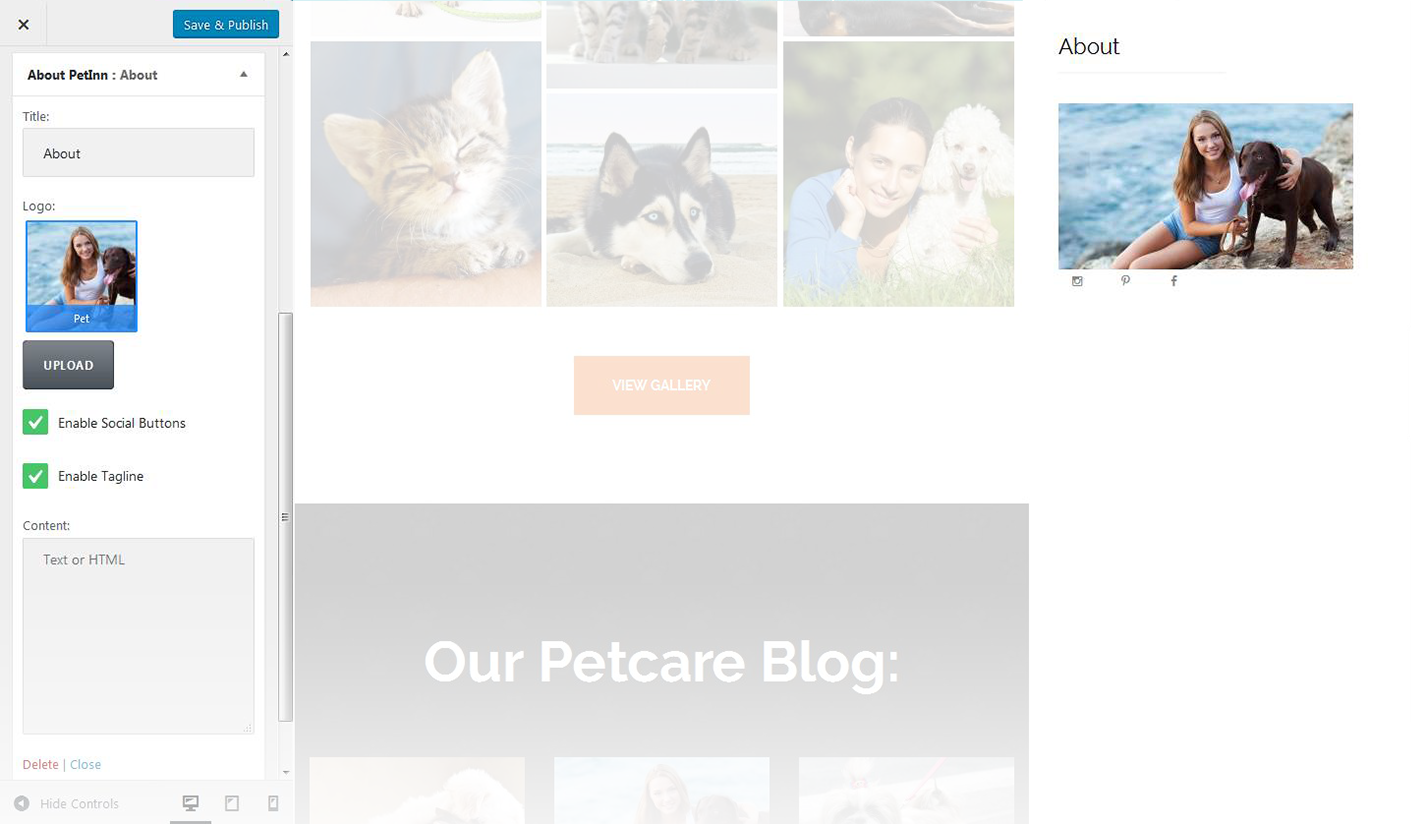 Save & Publish
About PetInn : About
Title:
About
Logo:
Pet
UPLOAD
Enable Social Buttons
Enable Tagline
Content:
Text or HTML
Delete | Close
Hide Controls
VIEW GALLERY
Our Petcare Blog:
About